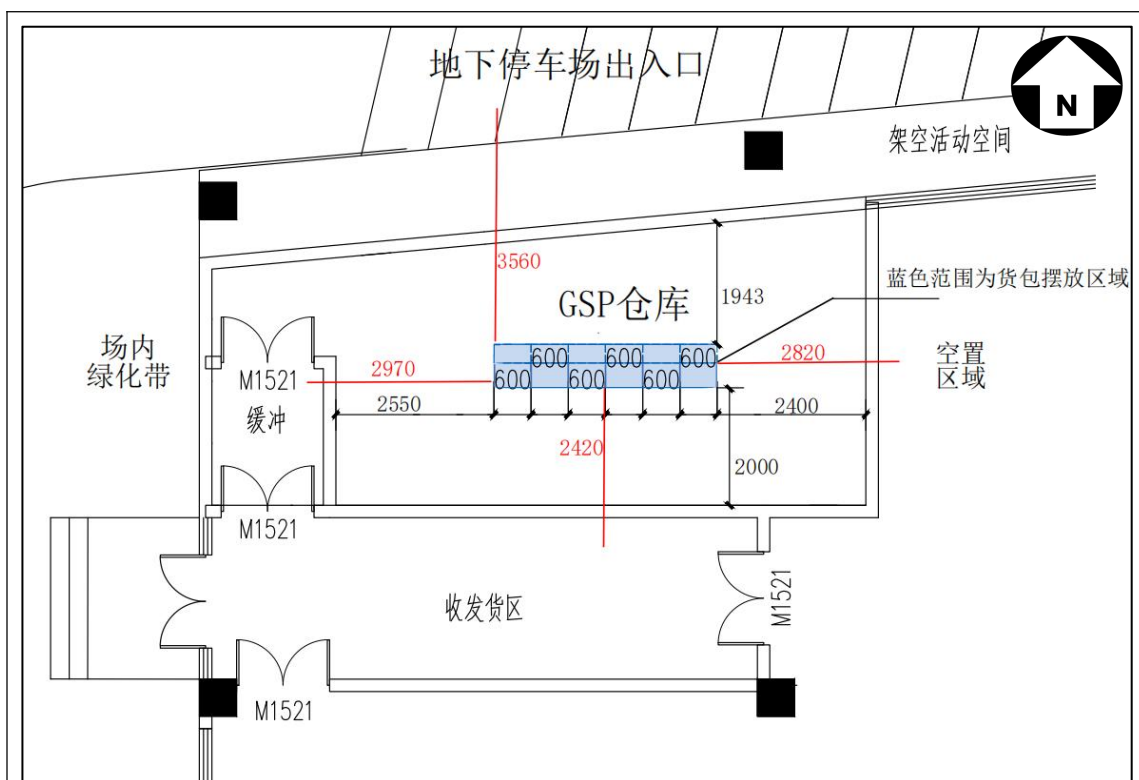 地下停车场出入口
N
架空活动空间
3560
1943
蓝色范围为货包摆放区域
GSP仓库
场内
绿化带
M1521
2970
600
600
600
2820
空置
区域
600
600
600
2550
2400
缓冲
2420
2000
M1521
收发货区
M1521
M1521